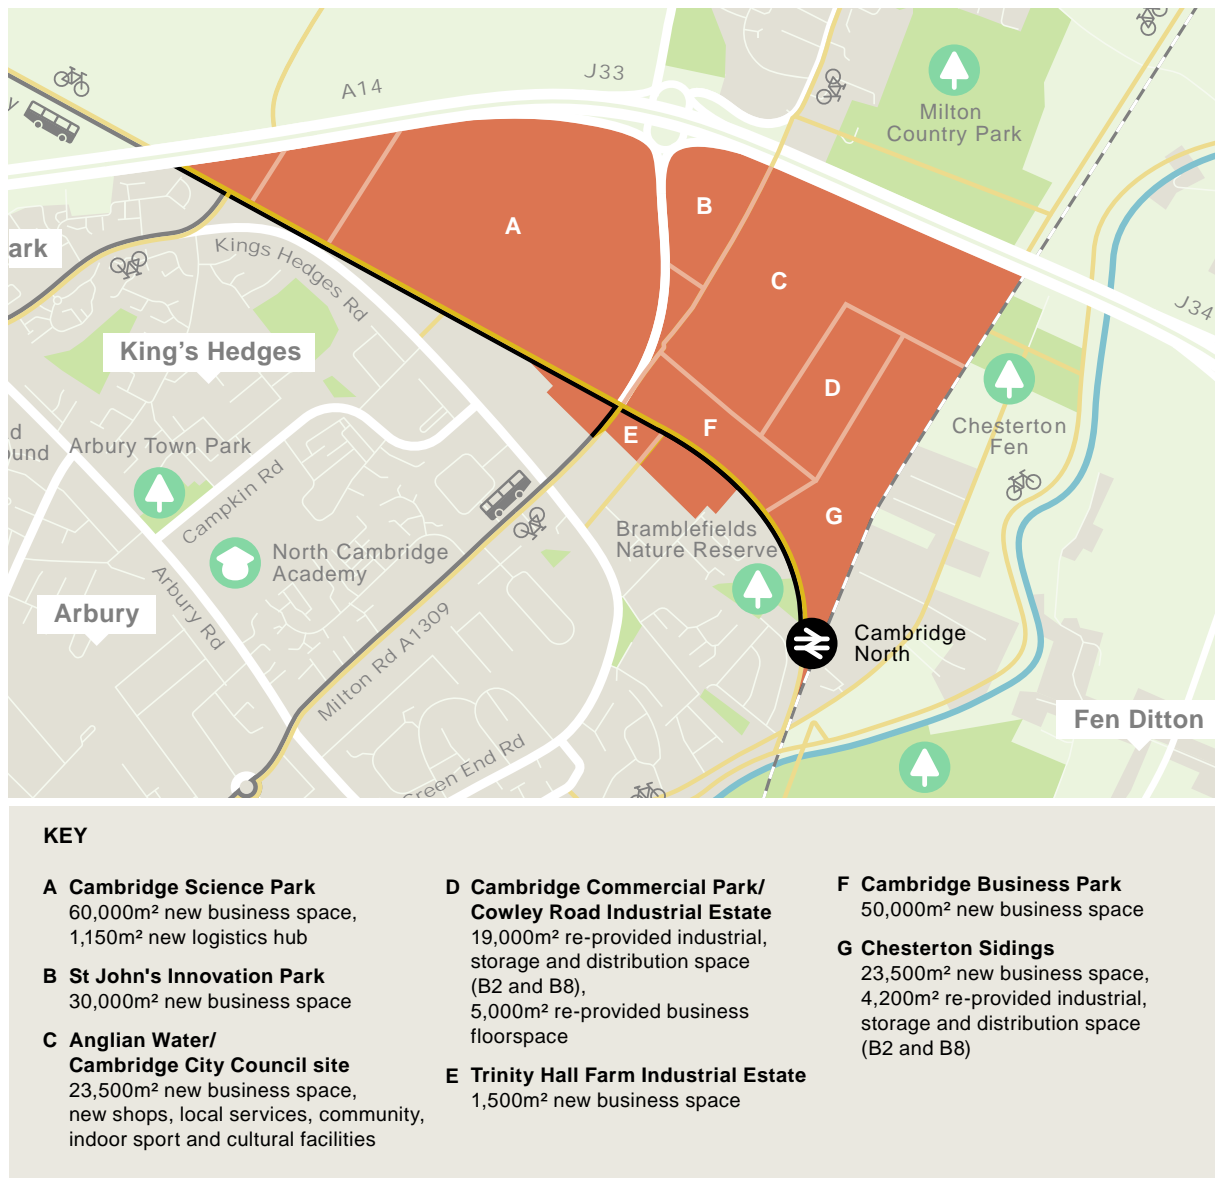 J33
A14
Milton
Country Park
B
A
ark
Kings Hedges Rd
C
J34
King's Hedges
D
Chesterton
Fen
E
F
Arbury Town Park
Campkin Rd
G
Bramblefields
Nature Reserve
North Cambridge
Academy
Arbury Rd
Arbury
Milton Rd A1309
Cambridge
North
Fen Ditton
Green End Rd
KEY
A Cambridge Science Park
60,000m² new business space,
1,150m² new logistics hub
B St John's Innovation Park
30,000m² new business space
C Anglian Water/
Cambridge City Council site
23,500m² new business space,
new shops, local services, community,
indoor sport and cultural facilities
D Cambridge Commercial Park/
Cowley Road Industrial Estate
19,000m² re-provided industrial,
storage and distribution space
(B2 and B8),
5,000m² re-provided business
floorspace
E Trinity Hall Farm Industrial Estate
1,500m² new business space
F Cambridge Business Park
50,000m² new business space
G Chesterton Sidings
23,500m² new business space,
4,200m² re-provided industrial,
storage and distribution space
(B2 and B8)